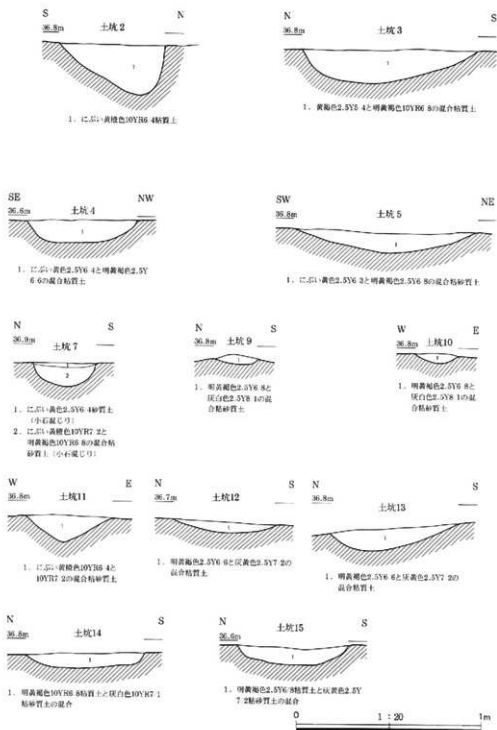 S 土坑2 N
36.8m
1
1. にぶい黄橙色10YR6 4粘質土
N 土坑3 S
36.8m
1
1. 黄褐色2.5Y5 4と明黄褐色10YR6 8の混合粘質土
SE 土坑4 NW
36.6m
1
1. にぶい黄色2.5Y6 4と明黄褐色2.5Y
6 6の混合粘質土
SW 土坑5 NE
36.8m
1
1. にぶい黄色2.5Y6 3と明黄褐色2.5Y6 8の混合粘砂質土
N 土坑7 S
36.9m
1
2
1. にぶい黄色2.5Y6 4砂質土
(小石混じり)
2. にぶい黄橙色10YR7 2と
明黄褐色10YR6 8の混合粘
砂質土(小石混じり)
N 土坑9 S
36.8m
1
1. 明黄褐色2.5Y6 8と
灰白色2.5Y8 1の混
合粘砂質土
W 土坑10 E
36.8m
1
1. 明黄褐色2.5Y6 8と
灰白色2.5Y8 1の混
合粘砂質土
W 土坑11 E
36.8m
1
1. にぶい黄橙色10YR6 4と
10YR7 2の混合粘砂質土
N 土坑12 S
36.7m
1
1. 明黄褐色2.5Y6 6と灰黄色2.5Y7 2の
混合粘質土
N 土坑13 S
36.8m
1
1. 明黄褐色2.5Y6 6と灰黄色2.5Y7 2の
混合粘質土
N 土坑14 S
36.8m
1
1. 明黄褐色10YR6 8粘質土と灰白色10YR7 1
粘砂質土の混合
N 土坑15 S
36.6m
1
1. 明黄褐色2.5Y6/8粘質土と灰黄色2.5Y
7 2粘砂質土の混合
0 1:20 1m